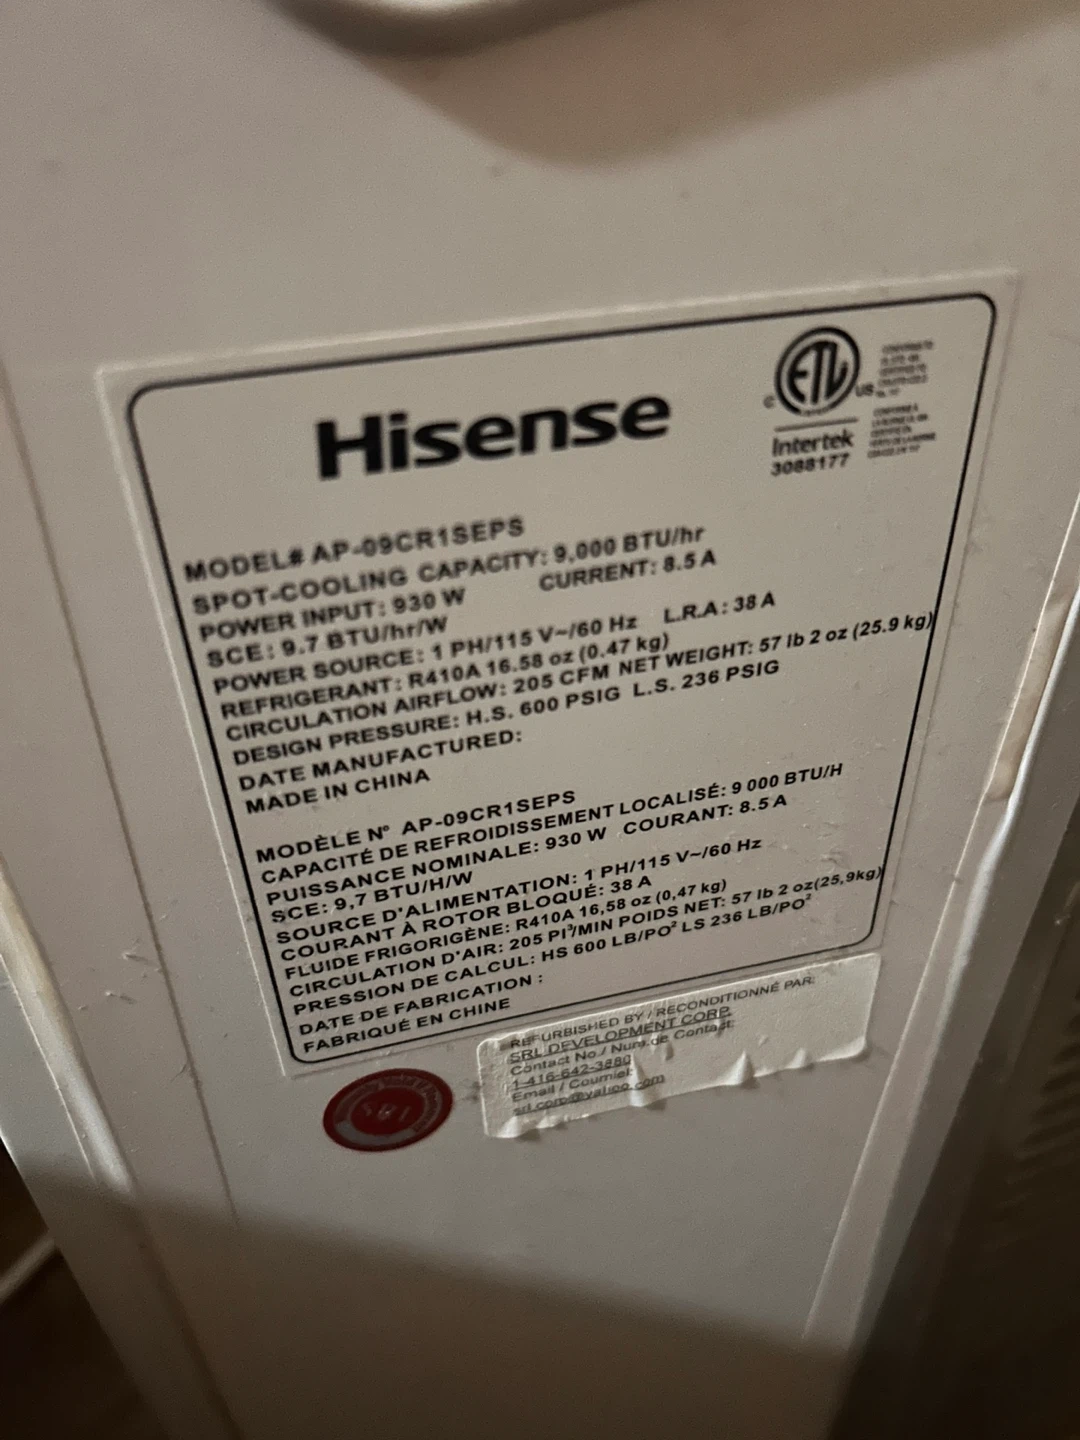 Hisense
C ETL US
Intertek
3088177
MODEL# AP-09CR1SEPS
SPOT-COOLING CAPACITY: 9,000 BTU/hr
POWER INPUT: 930 W CURRENT: 8.5 A
SCE: 9.7 BTU/hr/W
POWER SOURCE: 1 PH/115 V~/60 Hz L.R.A: 38 A
REFRIGERANT: R410A 16.58 oz (0.47 kg)
CIRCULATION AIRFLOW: 205 CFM NET WEIGHT: 57 lb 2 oz (25.9 kg)
DESIGN PRESSURE: H.S. 600 PSIG L.S. 236 PSIG
DATE MANUFACTURED:
MADE IN CHINA
MODÈLE N° AP-09CR1SEPS
CAPACITÉ DE REFROIDISSEMENT LOCALISÉ: 9 000 BTU/H
PUISSANCE NOMINALE: 930 W COURANT: 8.5 A
SCE: 9,7 BTU/H/W
SOURCE D'ALIMENTATION: 1 PH/115 V~/60 Hz
COURANT À ROTOR BLOQUÉ: 38 A
FLUIDE FRIGORIGÈNE: R410A 16,58 oz (0,47 kg)
CIRCULATION D'AIR: 205 PI³/MIN POIDS NET: 57 lb 2 oz(25,9kg)
PRESSION DE CALCUL: HS 600 LB/PO² LS 236 LB/PO²
DATE DE FABRICATION :
FABRIQUÉ EN CHINE
REFURBISHED BY / RECONDITIONNÉ PAR:
SRL DEVELOPMENT CORP.
Contact No./ Num.de Contact:
1-416-642-3880
Email / Courriel:
srl.corp@yahoo.com